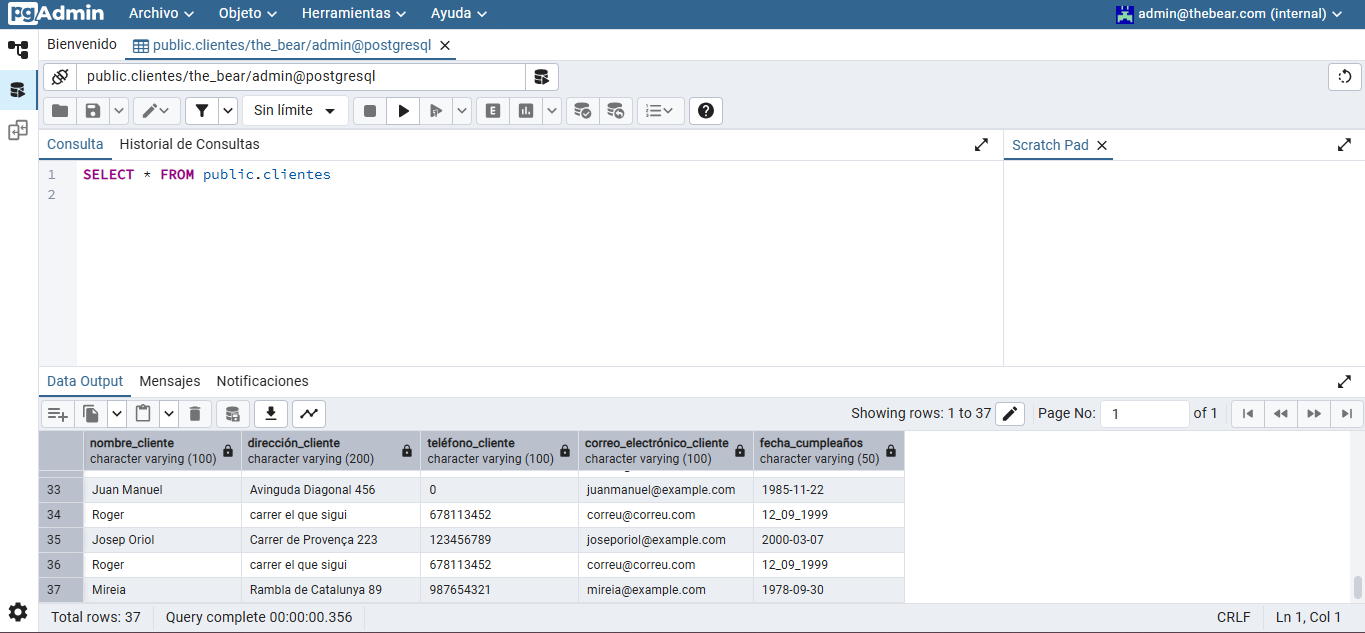 pgAdmin Archivo Objeto Herramientas Ayuda admin@thebear.com (internal)
Bienvenido public.clientes/the_bear/admin@postgresql
public.clientes/the_bear/admin@postgresql
Sin límite E
Consulta Historial de Consultas Scratch Pad
1 SELECT * FROM public.clientes
2
Data Output Mensajes Notificaciones
Showing rows: 1 to 37 Page No: 1 of 1
nombre_cliente dirección_cliente teléfono_cliente correo_electrónico_cliente fecha_cumpleaños
character varying (100) character varying (200) character varying (100) character varying (100) character varying (50)
33 Juan Manuel Avinguda Diagonal 456 0 juanmanuel@example.com 1985-11-22
34 Roger carrer el que sigui 678113452 correu@correu.com 12_09_1999
35 Josep Oriol Carrer de Provença 223 123456789 joseporiol@example.com 2000-03-07
36 Roger carrer el que sigui 678113452 correu@correu.com 12_09_1999
37 Mireia Rambla de Catalunya 89 987654321 mireia@example.com 1978-09-30
Total rows: 37 Query complete 00:00:00.356 CRLF Ln 1, Col 1